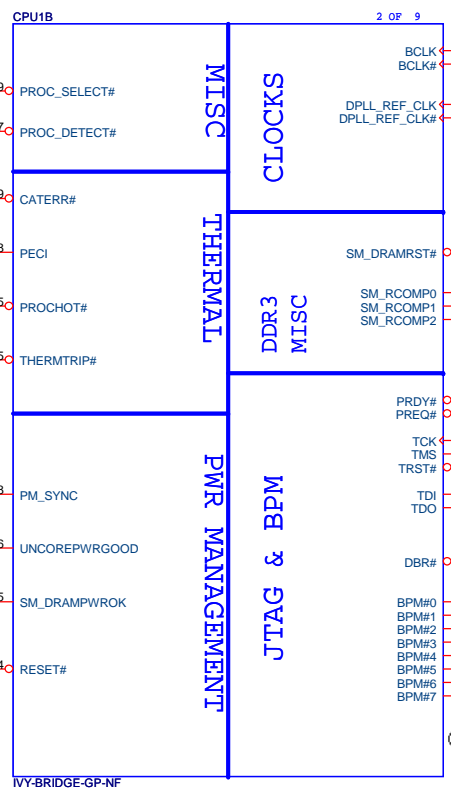 CPU1B
2 OF 9
MISC
PROC_SELECT#
PROC_DETECT#
THERMAL
CATERR#
PECI
PROCHOT#
THERMTRIP#
PWR MANAGEMENT
PM_SYNC
UNCOREPWRGOOD
SM_DRAMPWROK
RESET#
CLOCKS
BCLK
BCLK#
DPLL_REF_CLK
DPLL_REF_CLK#
DDR3
MISC
SM_DRAMRST#
SM_RCOMP0
SM_RCOMP1
SM_RCOMP2
JTAG & BPM
PRDY#
PREQ#
TCK
TMS
TRST#
TDI
TDO
DBR#
BPM#0
BPM#1
BPM#2
BPM#3
BPM#4
BPM#5
BPM#6
BPM#7
IVY-BRIDGE-GP-NF